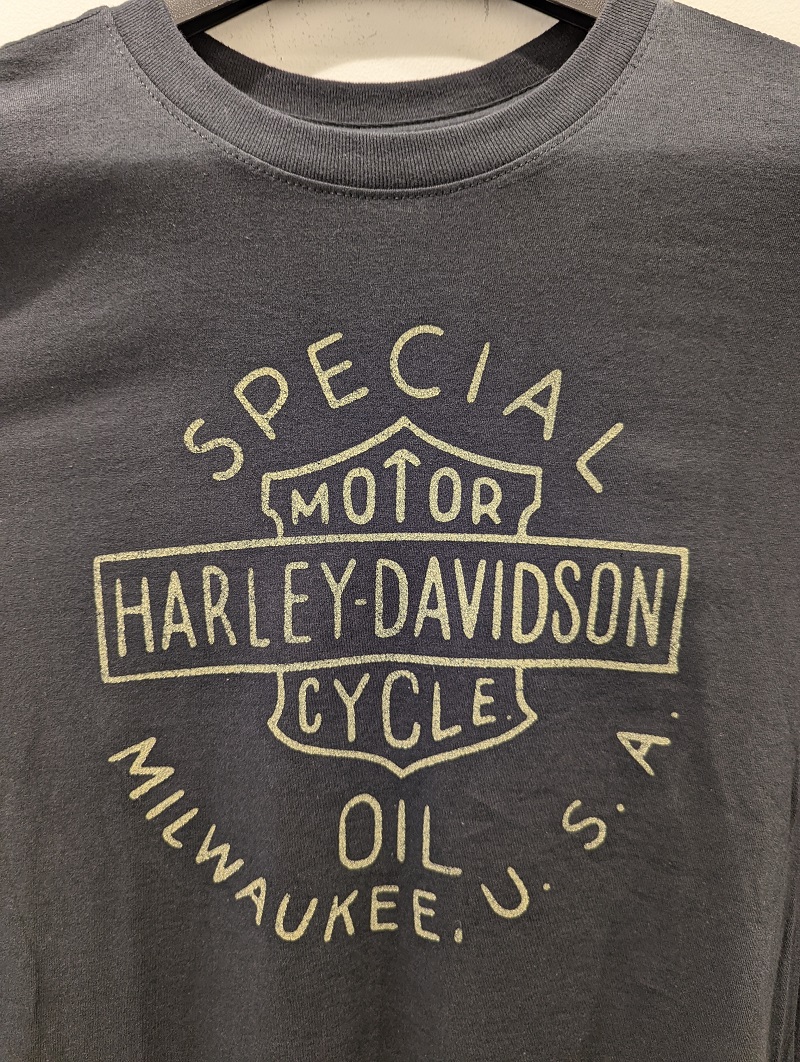 SPECIAL
MOTOR
HARLEY-DAVIDSON
CYCLE.
OIL
MILWAUKEE, U. S. A.